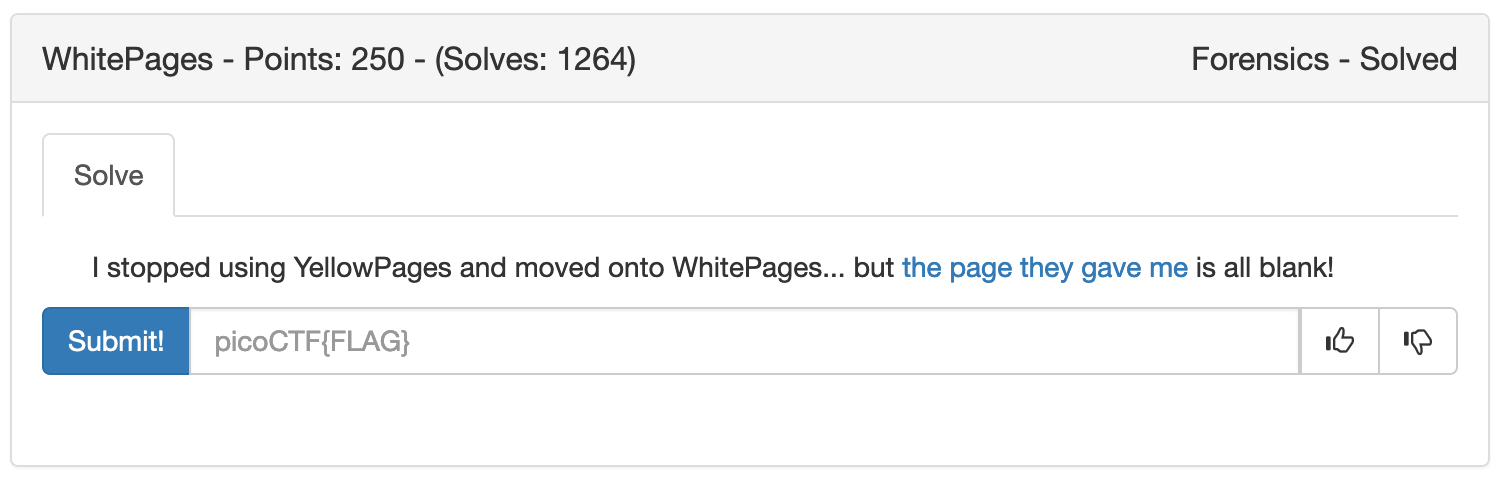 WhitePages - Points: 250 - (Solves: 1264) Forensics - Solved
Solve
I stopped using YellowPages and moved onto WhitePages... but the page they gave me is all blank!
Submit! picoCTF{FLAG}